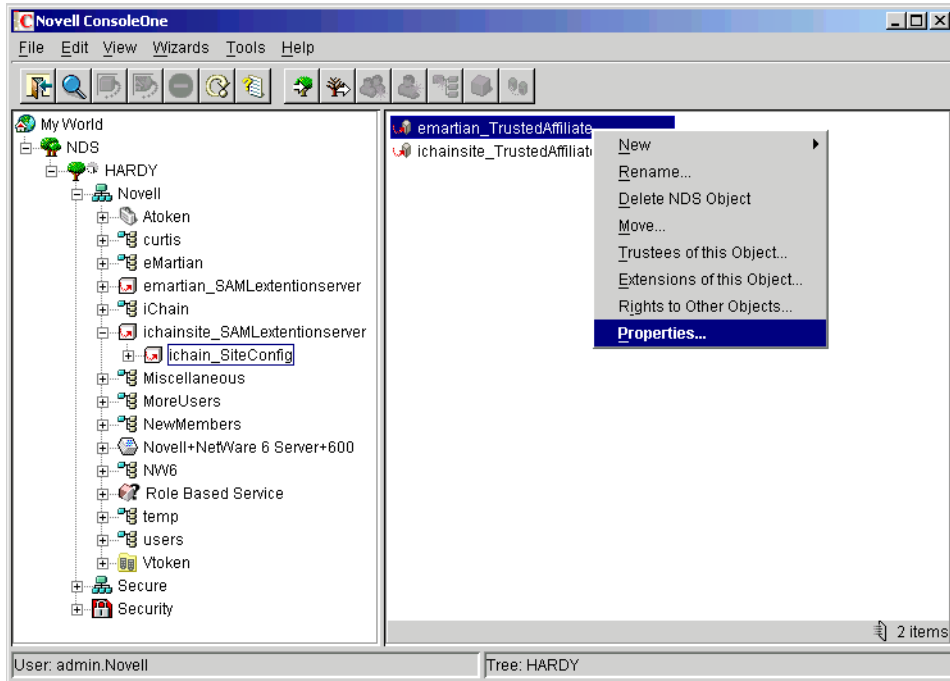 Novell ConsoleOne
File Edit View Wizards Tools Help
My World
NDS
HARDY
Novell
Atoken
curtis
eMartian
emartian_SAMLextentionserver
iChain
ichainsite_SAMLextentionserver
ichain_SiteConfig
Miscellaneous
MoreUsers
NewMembers
Novell+NetWare 6 Server+600
NW6
Role Based Service
temp
users
Vtoken
Secure
Security
emartian_TrustedAffiliate
ichainsite_TrustedAffiliat
New
Rename...
Delete NDS Object
Move...
Trustees of this Object...
Extensions of this Object...
Rights to Other Objects...
Properties...
2 items
User: admin.Novell
Tree: HARDY